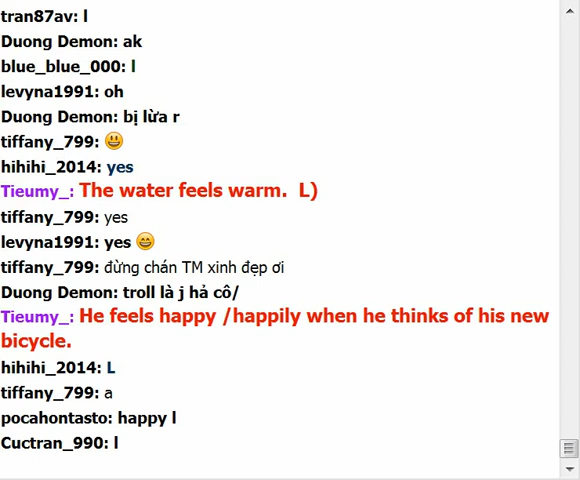 tran87av: l
Duong Demon: ak
blue_blue_000: l
levyna1991: oh
Duong Demon: bị lừa r
tiffany_799: 😃
hihihi_2014: yes
Tieumy_: The water feels warm.  L)
tiffany_799: yes
levyna1991: yes 😄
tiffany_799: đừng chán TM xinh đẹp ơi
Duong Demon: troll là j hả cô/
Tieumy_: He feels happy /happily when he thinks of his new
bicycle.
hihihi_2014: L
tiffany_799: a
pocahontasto: happy l
Cuctran_990: l